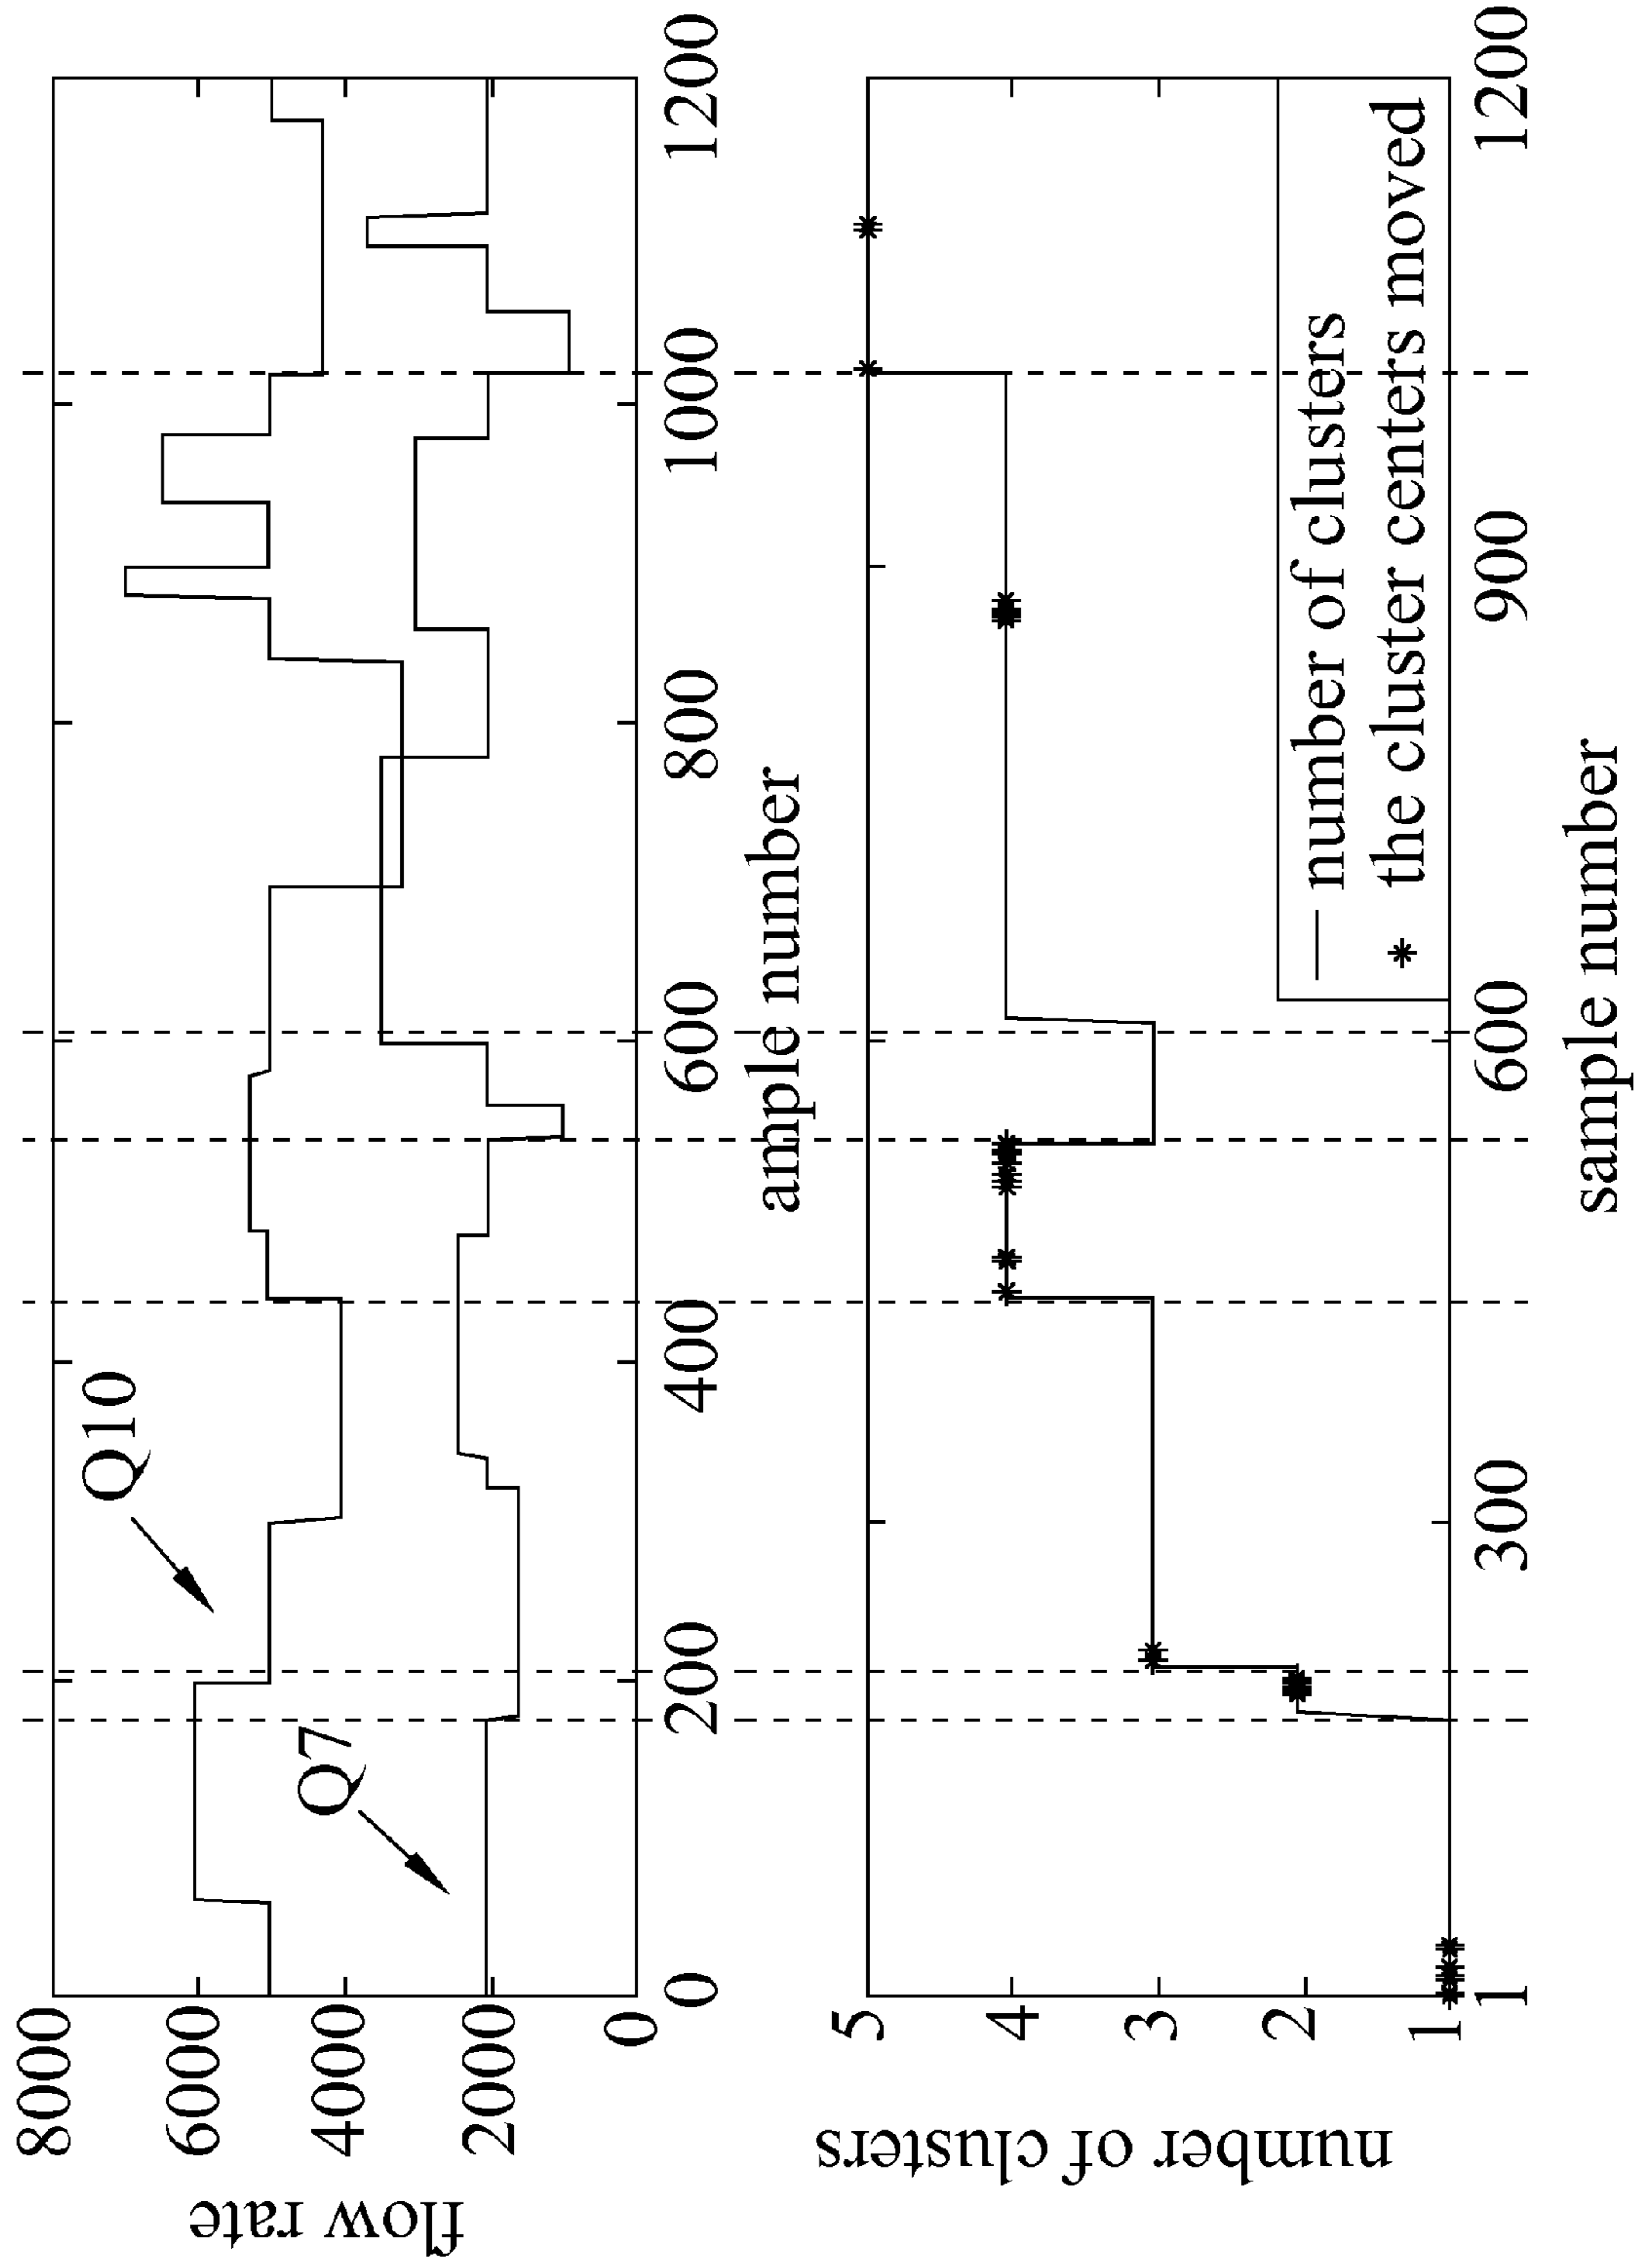 8000
6000
4000
2000
0
flow rate
Q10
Q7
0
200
400
600
800
1000
1200
ample number
5
4
3
2
1
number of clusters
number of clusters
the cluster centers moved
1
300
600
900
1200
sample number